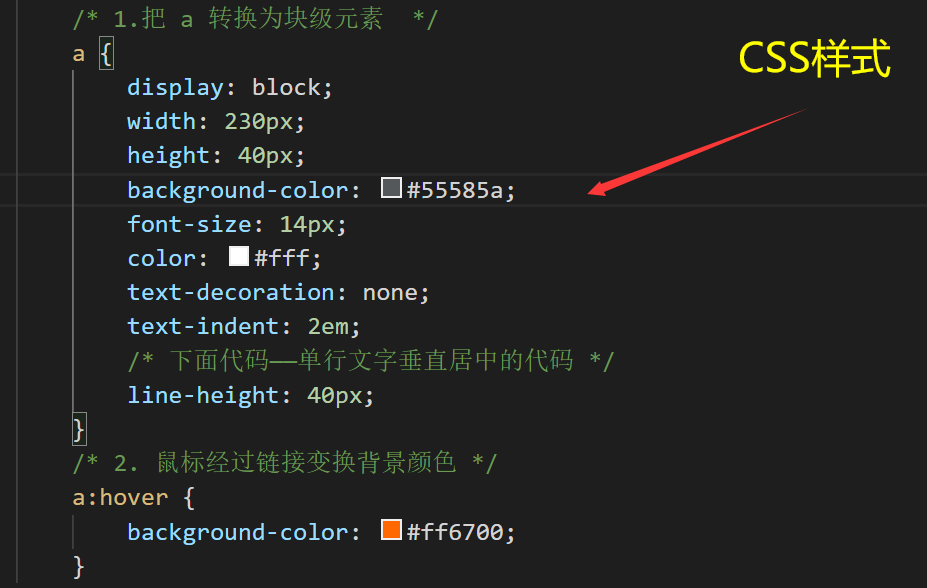 /* 1.把 a 转换为块级元素  */
a {
CSS样式
display: block;
width: 230px;
height: 40px;
background-color: #55585a;
font-size: 14px;
color: #fff;
text-decoration: none;
text-indent: 2em;
/* 下面代码——单行文字垂直居中的代码 */
line-height: 40px;
}
/* 2. 鼠标经过链接变换背景颜色 */
a:hover {
background-color: #ff6700;
}